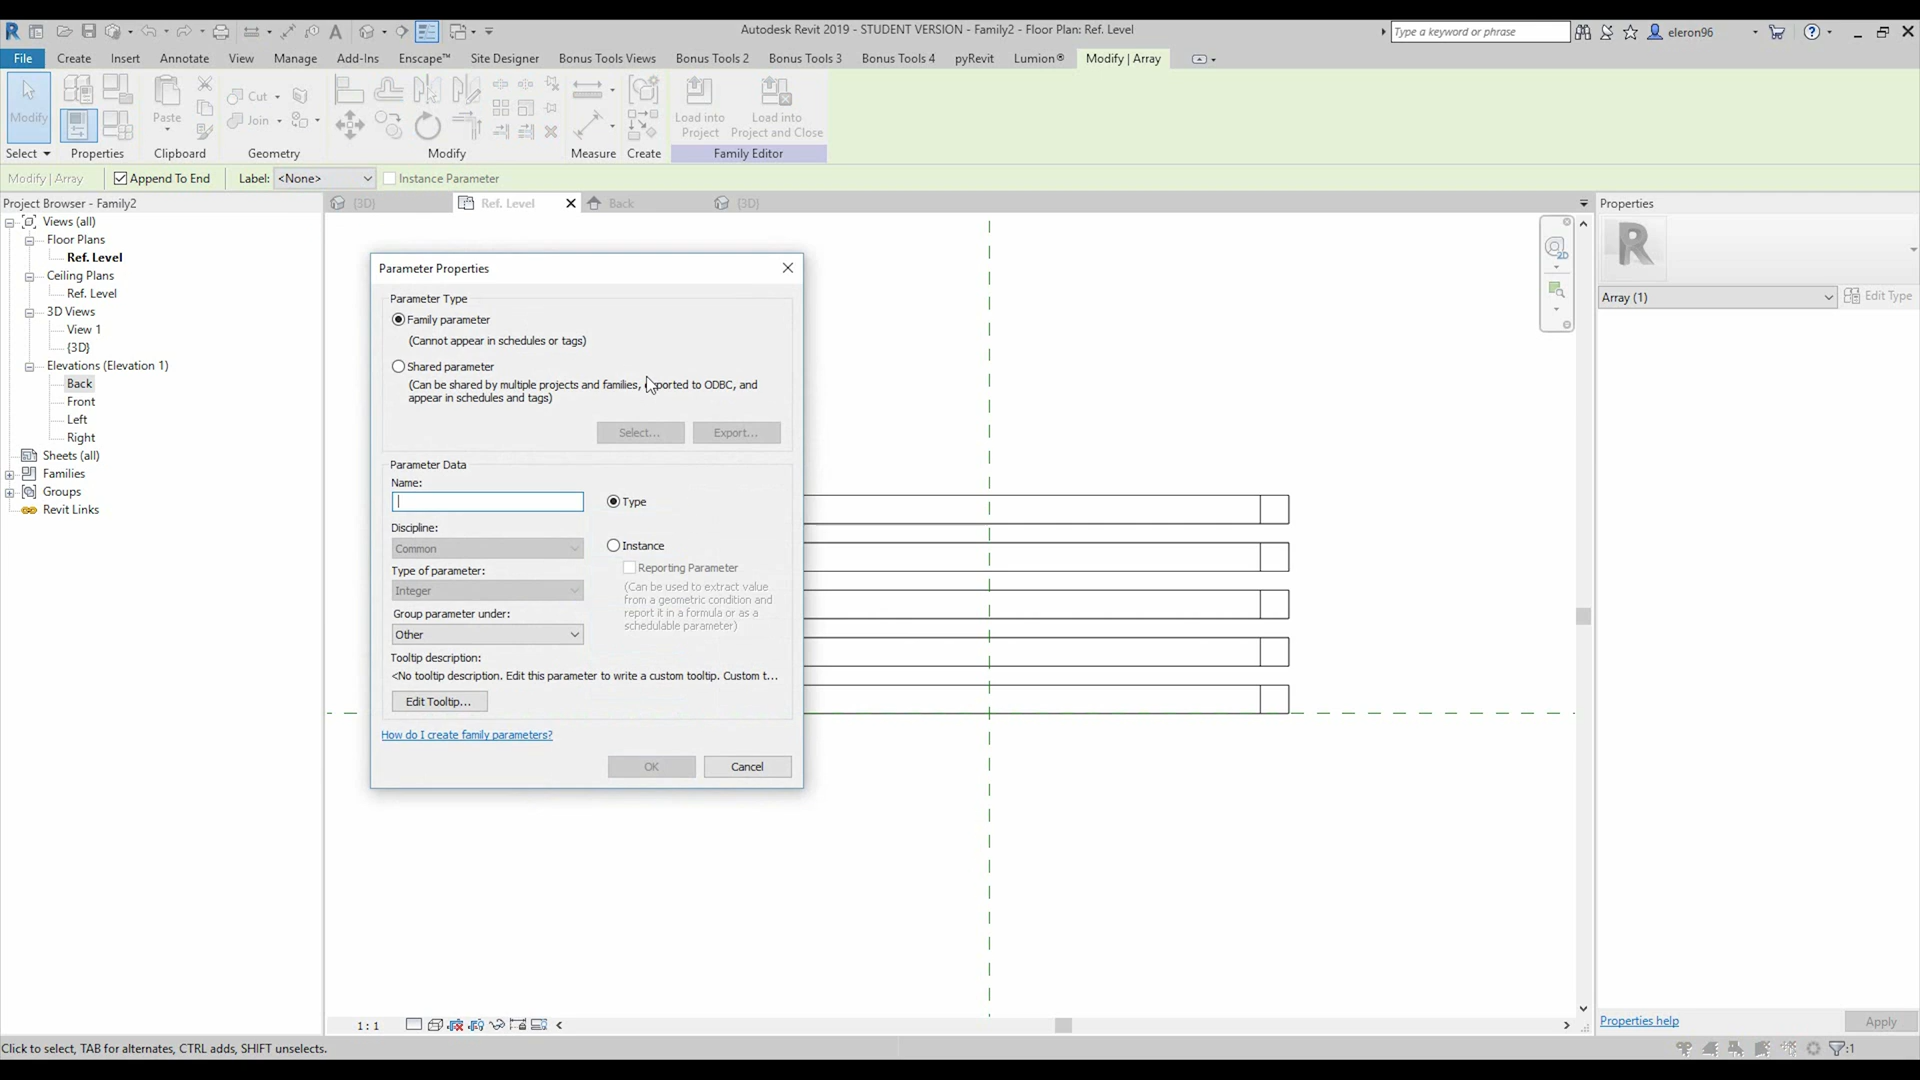 Autodesk Revit 2019 - STUDENT VERSION - Family2 - Floor Plan: Ref. Level
Type a keyword or phrase
eleron96
File Create Insert Annotate View Manage Add-Ins Enscape™ Site Designer Bonus Tools Views Bonus Tools 2 Bonus Tools 3 Bonus Tools 4 pyRevit Lumion® Modify | Array
Modify
Paste
Cut
Join
Load into Project
Load into Project and Close
Select Properties Clipboard Geometry Modify Measure Create Family Editor
Modify | Array Append To End Label: <None> Instance Parameter
Project Browser - Family2
{3D} Ref. Level Back {3D}
Properties
Views (all)
Floor Plans
Ref. Level
Ceiling Plans
Ref. Level
3D Views
View 1
{3D}
Elevations (Elevation 1)
Back
Front
Left
Right
Sheets (all)
Families
Groups
Revit Links
Parameter Properties
Parameter Type
Family parameter
(Cannot appear in schedules or tags)
Shared parameter
(Can be shared by multiple projects and families, exported to ODBC, and
appear in schedules and tags)
Select... Export...
Parameter Data
Name:
Type
Discipline:
Common
Instance
Reporting Parameter
(Can be used to extract value
from a geometric condition and
report it in a formula or as a
schedulable parameter)
Type of parameter:
Integer
Group parameter under:
Other
Tooltip description:
<No tooltip description. Edit this parameter to write a custom tooltip. Custom t...
Edit Tooltip...
How do I create family parameters?
OK Cancel
2D
R
Array (1) Edit Type
1 : 1
Properties help Apply
Click to select, TAB for alternates, CTRL adds, SHIFT unselects.
:1